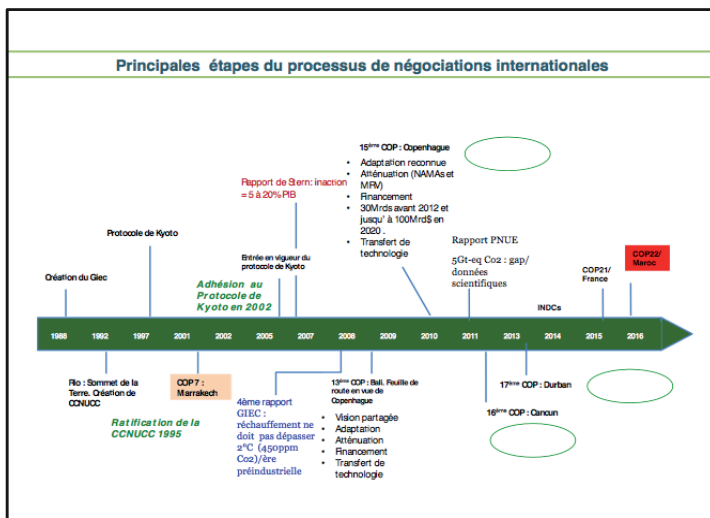 Principales étapes du processus de négociations internationales
15ième COP : Copenhague
• Adaptation reconnue
• Atténuation (NAMAs et
MRV)
• Financement
• 30Mrds avant 2012 et
jusqu' à 100Mrd$ en
2020 .
• Transfert de
technologie
Rapport de Stern: inaction
= 5 à 20% PIB
Protocole de Kyoto
Entrée en vigueur du
protocole de Kyoto
Rapport PNUE
5Gt-eq Co2 : gap/
données
scientifiques
COP21/
France
COP22/
Maroc
Création du Giec
Adhésion au
Protocole de
Kyoto en 2002
INDCs
1988 1992 1997 2001 2002 2005 2007 2008 2009 2010 2011 2013 2014 2015 2016
Rio : Sommet de la
Terre. Création de
CCNUCC
COP 7 :
Marrakech
Ratification de la
CCNUCC 1995
4ème rapport
GIEC :
réchauffement ne
doit pas dépasser
2°C (450ppm
Co2)/ère
préindustrielle
13ème COP : Bali. Feuille de
route en vue de
Copenhague
• Vision partagée
• Adaptation
• Atténuation
• Financement
• Transfert de
technologie
17ème COP : Durban
16ème COP : Cancun